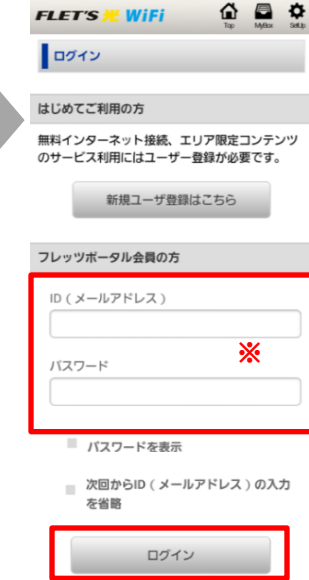 FLET'S 光 WiFi
Top MyBox SetUp
ログイン
はじめてご利用の方
無料インターネット接続、エリア限定コンテンツ
のサービス利用にはユーザー登録が必要です。
新規ユーザ登録はこちら
フレッツポータル会員の方
ID（メールアドレス）
※
パスワード
パスワードを表示
次回からID（メールアドレス）の入力
を省略
ログイン